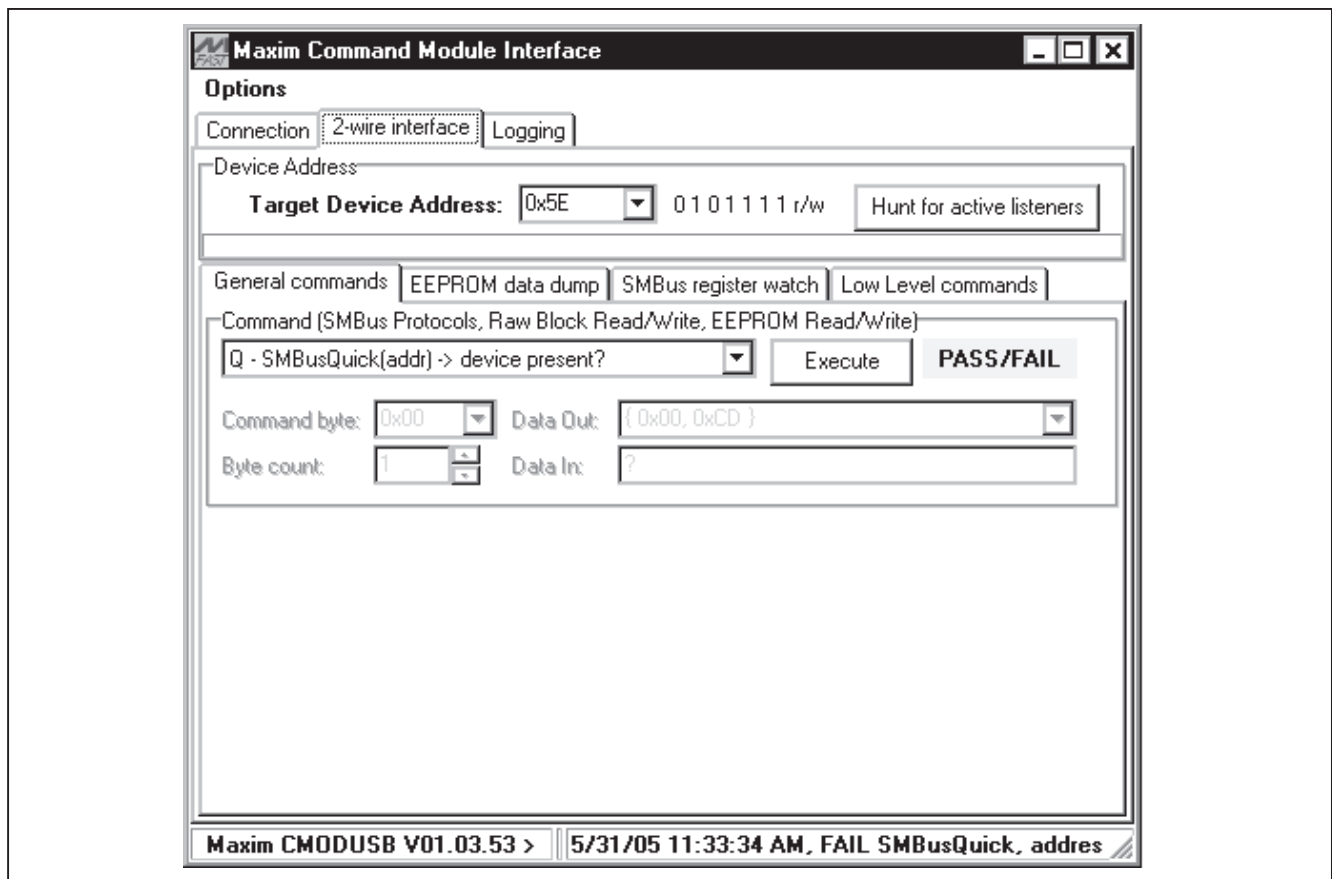 FAST Maxim Command Module Interface
Options
Connection 2-wire interface Logging
Device Address
Target Device Address: 0x5E 0 1 0 1 1 1 1 r/w Hunt for active listeners
General commands EEPROM data dump SMBus register watch Low Level commands
Command (SMBus Protocols, Raw Block Read/Write, EEPROM Read/Write)
Q - SMBusQuick(addr) -> device present? Execute PASS/FAIL
Command byte: 0x00 Data Out: { 0x00, 0xCD }
Byte count: 1 Data In: ?
Maxim CMODUSB V01.03.53 > 5/31/05 11:33:34 AM, FAIL SMBusQuick, addres